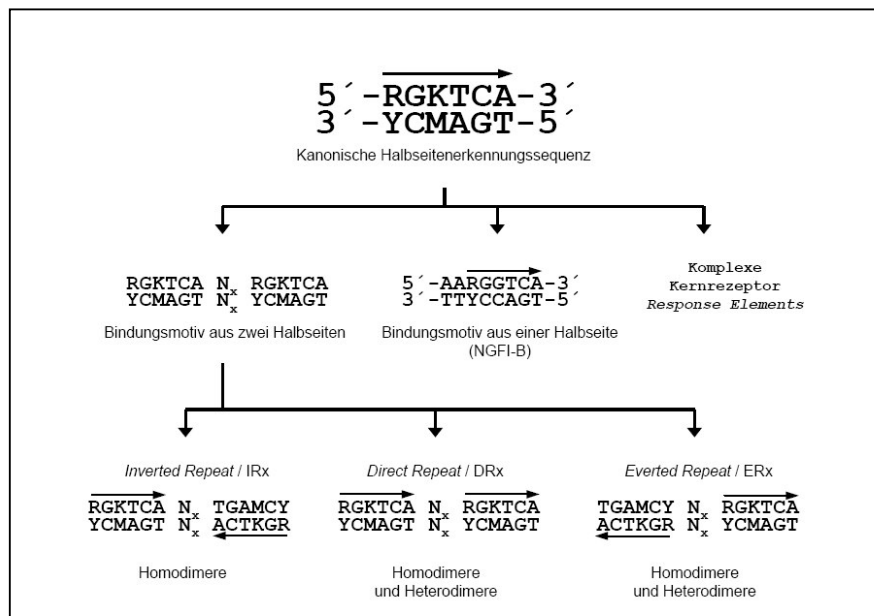 5´-RGKTCA-3´
3´-YCMAGT-5´
Kanonische Halbseitenerkennungssequenz
RGKTCA Nx RGKTCA
YCMAGT Nx YCMAGT
Bindungsmotiv aus zwei Halbseiten
5´-AARGGTCA-3´
3´-TTYCCAGT-5´
Bindungsmotiv aus einer Halbseite
(NGFI-B)
Komplexe
Kernrezeptor
Response Elements
Inverted Repeat / IRx
RGKTCA Nx TGAMCY
YCMAGT Nx ACTKGR
Homodimere
Direct Repeat / DRx
RGKTCA Nx RGKTCA
YCMAGT Nx YCMAGT
Homodimere
und Heterodimere
Everted Repeat / ERx
TGAMCY Nx RGKTCA
ACTKGR Nx YCMAGT
Homodimere
und Heterodimere